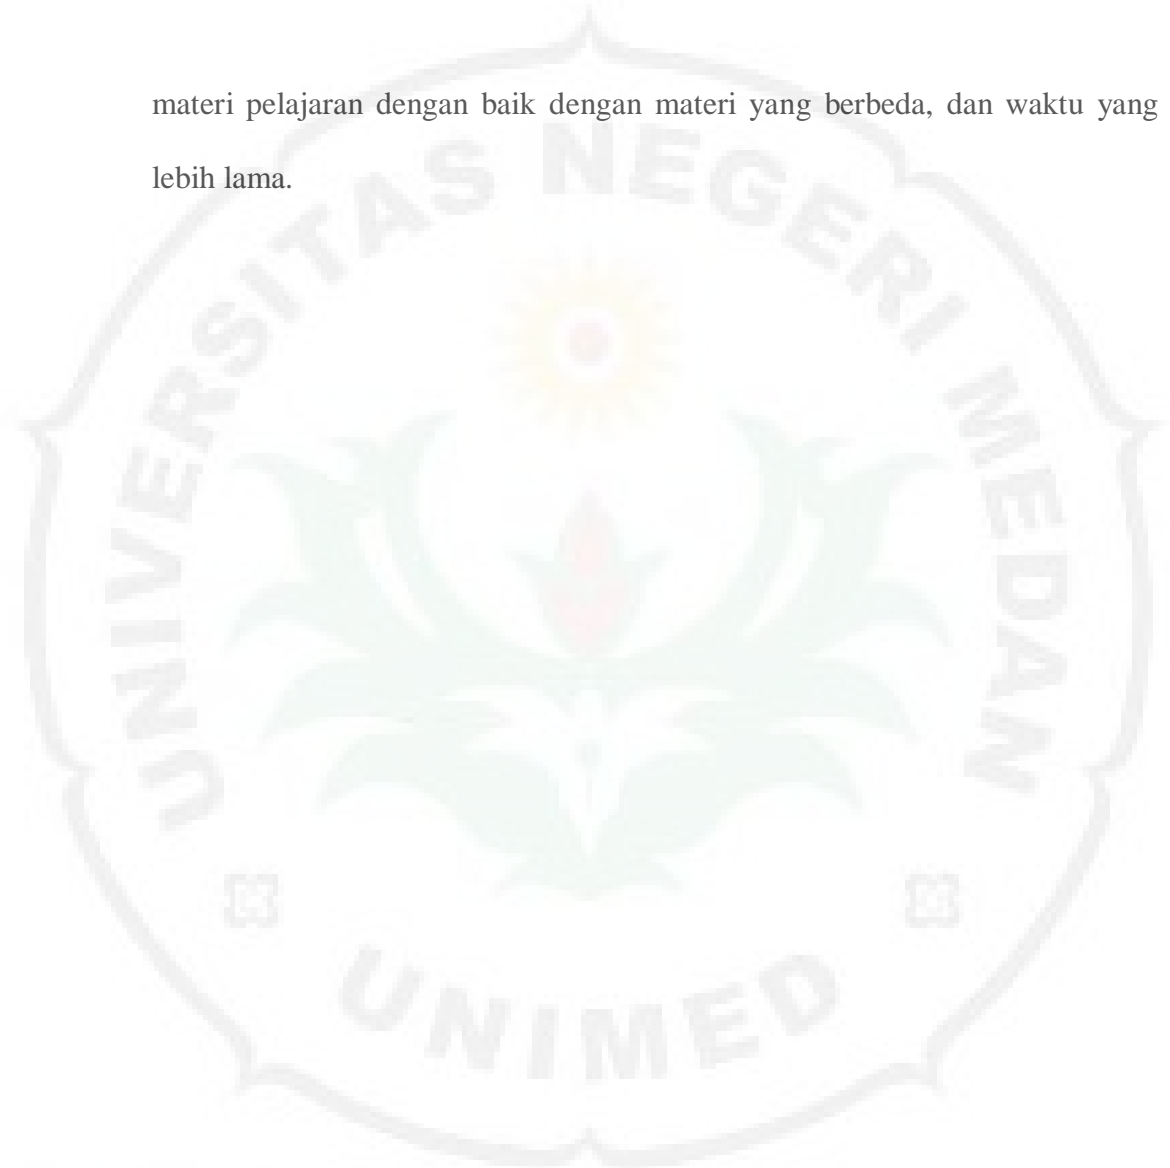 materi pelajaran dengan baik dengan materi yang berbeda, dan waktu yang
lebih lama.
UNIVERSITAS NEGERI MEDAN
UNIMED